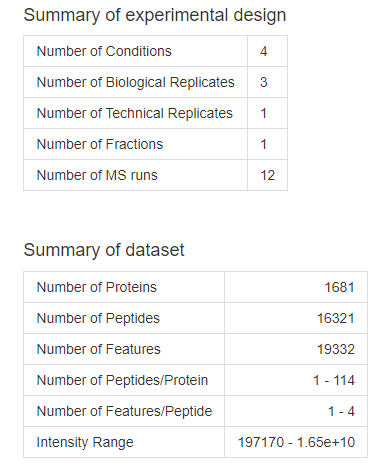 Summary of experimental design
Number of Conditions 4
Number of Biological Replicates 3
Number of Technical Replicates 1
Number of Fractions 1
Number of MS runs 12
Summary of dataset
Number of Proteins 1681
Number of Peptides 16321
Number of Features 19332
Number of Peptides/Protein 1 - 114
Number of Features/Peptide 1 - 4
Intensity Range 197170 - 1.65e+10